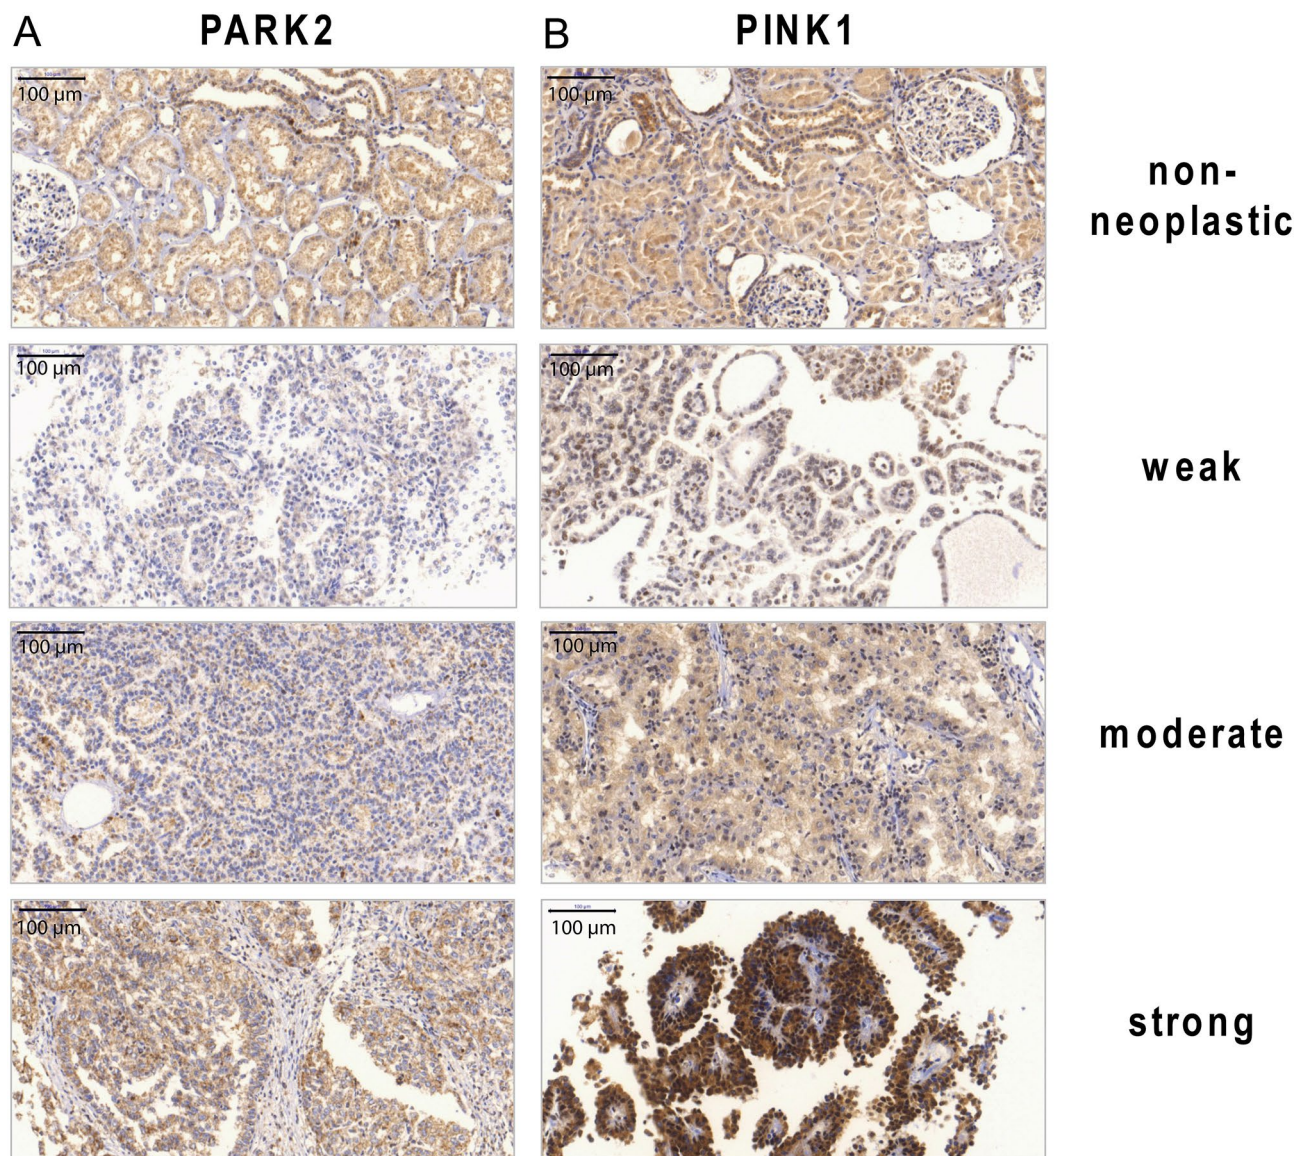 A PARK2 B PINK1
100 µm 100 µm
non-
neoplastic
100 µm 100 µm
weak
100 µm 100 µm
moderate
100 µm 100 µm
strong